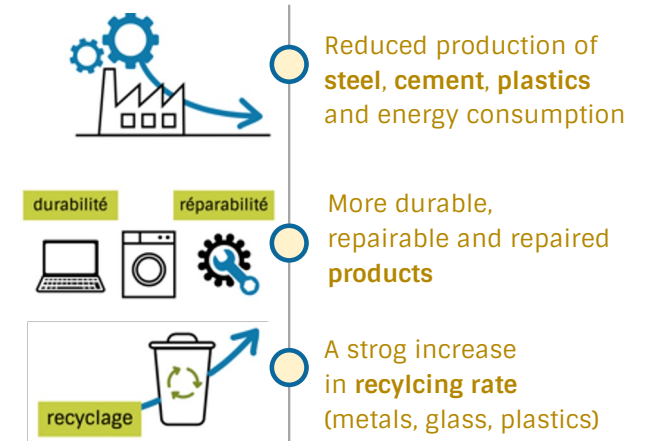 Reduced production of
steel, cement, plastics
and energy consumption
durabilité
réparabilité
More durable,
repairable and repaired
products
A strog increase
in recylcing rate
(metals, glass, plastics)
recyclage